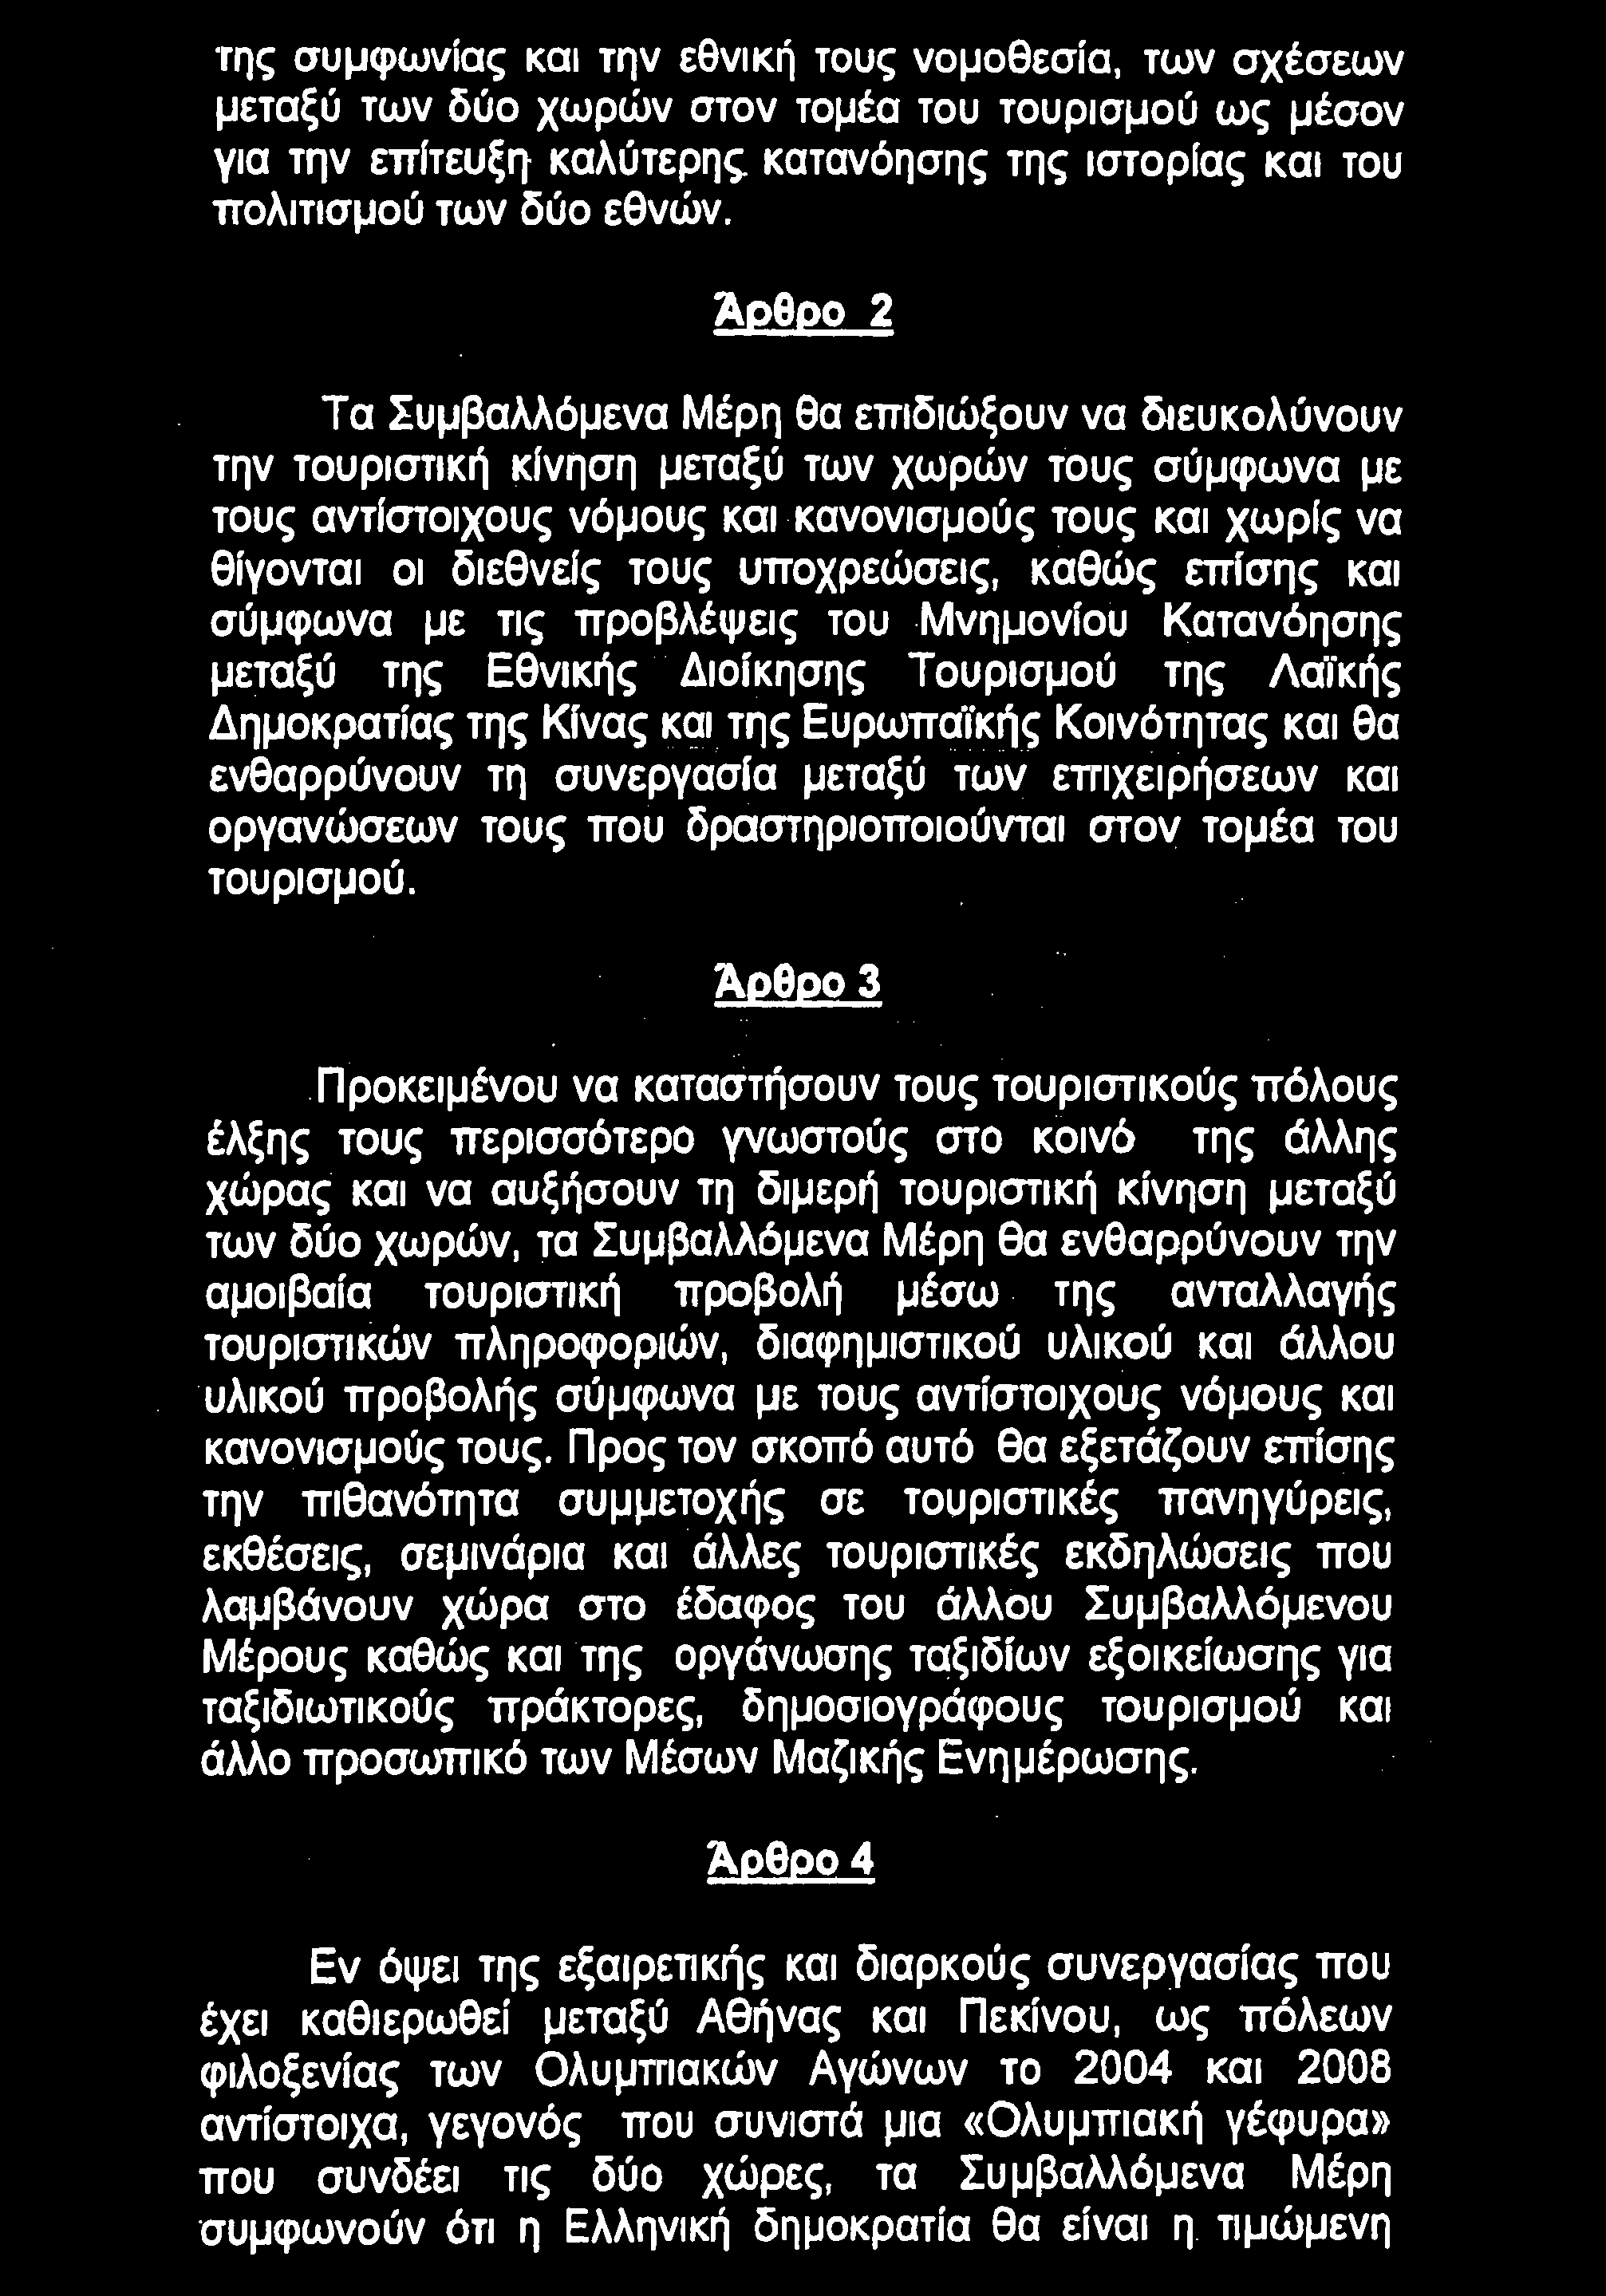 της συμφωνίας και την εθνική τους νομοθεσία, των σχέσεων
μεταξύ των δύο χωρών στον τομέα του τουρισμού ως μέσον
για την επίτευξη καλύτερης κατανόησης της ιστορίας και του
πολιτισμού των δύο εθνών.
Άρθρο 2
Τα Συμβαλλόμενα Μέρη θα επιδιώξουν να διευκολύνουν
την τουριστική κίνηση μεταξύ των χωρών τους σύμφωνα με
τους αντίστοιχους νόμους και κανονισμούς τους και χωρίς να
θίγονται οι διεθνείς τους υποχρεώσεις, καθώς επίσης και
σύμφωνα με τις προβλέψεις του Μνημονίου Κατανόησης
μεταξύ της Εθνικής Διοίκησης Τουρισμού της Λαϊκής
Δημοκρατίας της Κίνας και της Ευρωπαϊκής Κοινότητας και θα
ενθαρρύνουν τη συνεργασία μεταξύ των επιχειρήσεων και
οργανώσεων τους που δραστηριοποιούνται στον τομέα του
τουρισμού.
Άρθρο 3
Προκειμένου να καταστήσουν τους τουριστικούς πόλους
έλξης τους περισσότερο γνωστούς στο κοινό της άλλης
χώρας και να αυξήσουν τη διμερή τουριστική κίνηση μεταξύ
των δύο χωρών, τα Συμβαλλόμενα Μέρη θα ενθαρρύνουν την
αμοιβαία τουριστική προβολή μέσω της ανταλλαγής
τουριστικών πληροφοριών, διαφημιστικού υλικού και άλλου
υλικού προβολής σύμφωνα με τους αντίστοιχους νόμους και
κανονισμούς τους. Προς τον σκοπό αυτό θα εξετάζουν επίσης
την πιθανότητα συμμετοχής σε τουριστικές πανηγύρεις,
εκθέσεις, σεμινάρια και άλλες τουριστικές εκδηλώσεις που
λαμβάνουν χώρα στο έδαφος του άλλου Συμβαλλόμενου
Μέρους καθώς και της οργάνωσης ταξιδίων εξοικείωσης για
ταξιδιωτικούς πράκτορες, δημοσιογράφους τουρισμού και
άλλο προσωπικό των Μέσων Μαζικής Ενημέρωσης.
Άρθρο 4
Εν όψει της εξαιρετικής και διαρκούς συνεργασίας που
έχει καθιερωθεί μεταξύ Αθήνας και Πεκίνου, ως πόλεων
φιλοξενίας των Ολυμπιακών Αγώνων το 2004 και 2008
αντίστοιχα, γεγονός που συνιστά μια «Ολυμπιακή γέφυρα»
που συνδέει τις δύο χώρες, τα Συμβαλλόμενα Μέρη
συμφωνούν ότι η Ελληνική δημοκρατία θα είναι η τιμώμενη